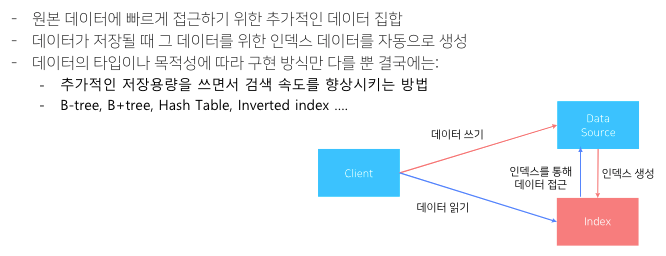 - 원본 데이터에 빠르게 접근하기 위한 추가적인 데이터 집합
- 데이터가 저장될 때 그 데이터를 위한 인덱스 데이터를 자동으로 생성
- 데이터의 타입이나 목적성에 따라 구현 방식만 다를 뿐 결국에는:
- 추가적인 저장용량을 쓰면서 검색 속도를 향상시키는 방법
- B-tree, B+tree, Hash Table, Inverted index ....
데이터 쓰기
Data
Source
Client
인덱스를 통해
데이터 접근
인덱스 생성
데이터 읽기
Index